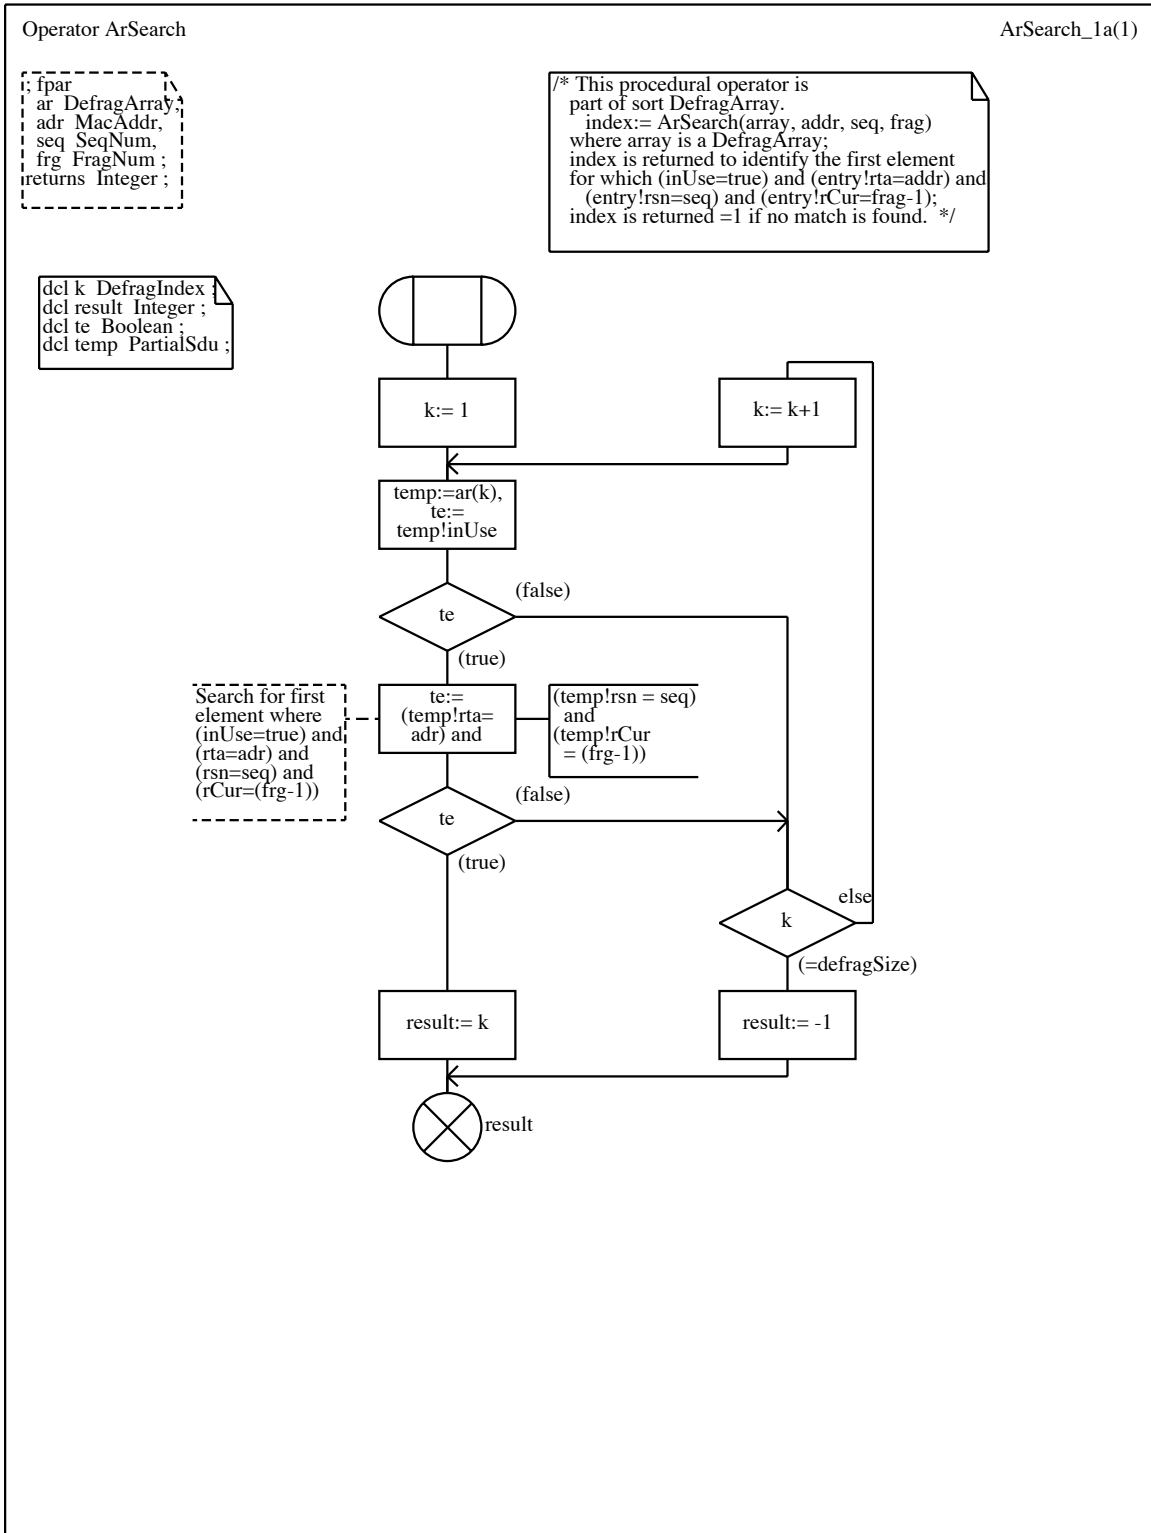 Operator ArSearch
ArSearch_1a(1)
; fpar
ar DefragArray;
adr MacAddr,
seq SeqNum,
frg FragNum ;
returns Integer ;
/* This procedural operator is
part of sort DefragArray.
index:= ArSearch(array, addr, seq, frag)
where array is a DefragArray;
index is returned to identify the first element
for which (inUse=true) and (entry!rta=addr) and
(entry!rsn=seq) and (entry!rCur=frag-1);
index is returned =1 if no match is found. */
dcl k DefragIndex ;
dcl result Integer ;
dcl te Boolean ;
dcl temp PartialSdu ;
k:= 1
k:= k+1
temp:=ar(k),
te:=
temp!inUse
(false)
te
(true)
Search for first
element where
(inUse=true) and
(rta=adr) and
(rsn=seq) and
(rCur=(frg-1))
te:=
(temp!rta=
adr) and
(temp!rsn = seq)
and
(temp!rCur
= (frg-1))
(false)
te
(true)
else
k
(=defragSize)
result:= k
result:= -1
result